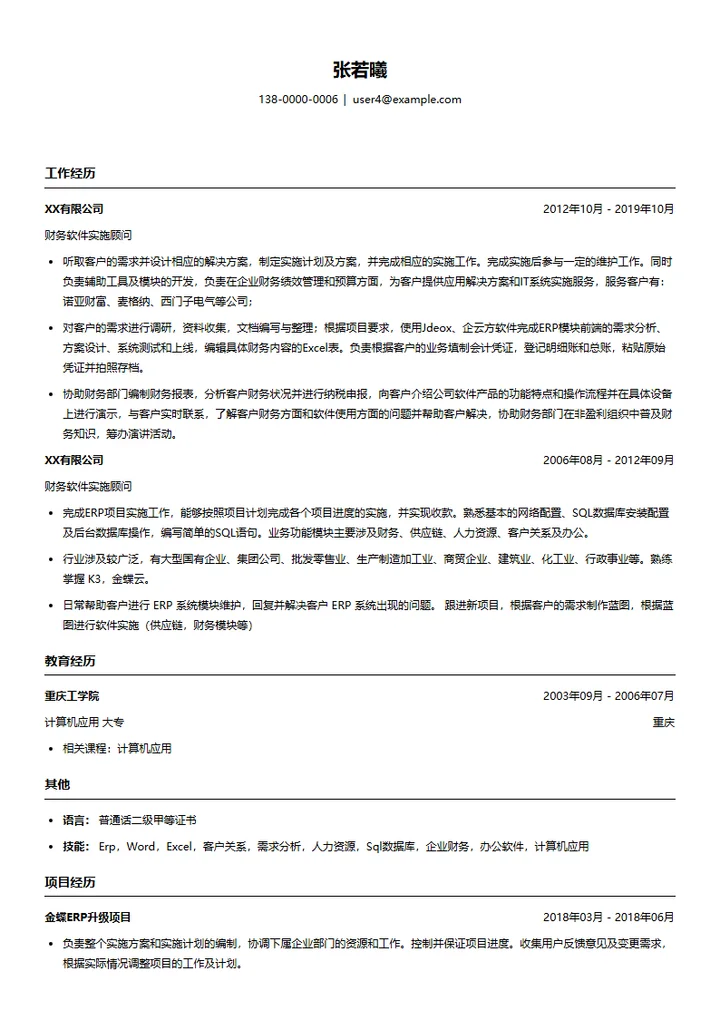 张若曦
138-0000-0006 | user4@example.com
工作经历
XX有限公司 2012年10月 - 2019年10月
财务软件实施顾问
• 听取客户的需求并设计相应的解决方案，制定实施计划及方案，并完成相应的实施工作。完成实施后参与一定的维护工作。同时
负责辅助工具及模块的开发，负责在企业财务绩效管理和预算方面，为客户提供应用解决方案和IT系统实施服务，服务客户有：
诺亚财富、麦格纳、西门子电气等公司；
• 对客户的需求进行调研，资料收集，文档编写与整理；根据项目要求，使用Jdeox、企云方软件完成ERP模块前端的需求分析、
方案设计、系统测试和上线，编辑具体财务内容的Excel表。负责根据客户的业务填制会计凭证，登记明细账和总账，粘贴原始
凭证并拍照存档。
• 协助财务部门编制财务报表，分析客户财务状况并进行纳税申报，向客户介绍公司软件产品的功能特点和操作流程并在具体设备
上进行演示，与客户实时联系，了解客户财务方面和软件使用方面的问题并帮助客户解决，协助财务部门在非盈利组织中普及财
务知识，筹办演讲活动。
XX有限公司 2006年08月 - 2012年09月
财务软件实施顾问
• 完成ERP项目实施工作，能够按照项目计划完成各个项目进度的实施，并实现收款。熟悉基本的网络配置、SQL数据库安装配置
及后台数据库操作，编写简单的SQL语句。业务功能模块主要涉及财务、供应链、人力资源、客户关系及办公。
• 行业涉及较广泛，有大型国有企业、集团公司、批发零售业、生产制造加工业、商贸企业、建筑业、化工业、行政事业等。熟练
掌握 K3，金蝶云。
• 日常帮助客户进行 ERP 系统模块维护，回复并解决客户 ERP 系统出现的问题。 跟进新项目，根据客户的需求制作蓝图，根据蓝
图进行软件实施（供应链，财务模块等）
教育经历
重庆工学院 2003年09月 - 2006年07月
计算机应用 大专 重庆
• 相关课程：计算机应用
其他
• 语言： 普通话二级甲等证书
• 技能： Erp，Word，Excel，客户关系，需求分析，人力资源，Sql数据库，企业财务，办公软件，计算机应用
项目经历
金蝶ERP升级项目 2018年03月 - 2018年06月
• 负责整个实施方案和实施计划的编制，协调下属企业部门的资源和工作。控制并保证项目进度。收集用户反馈意见及变更需求，
根据实际情况调整项目的工作及计划。